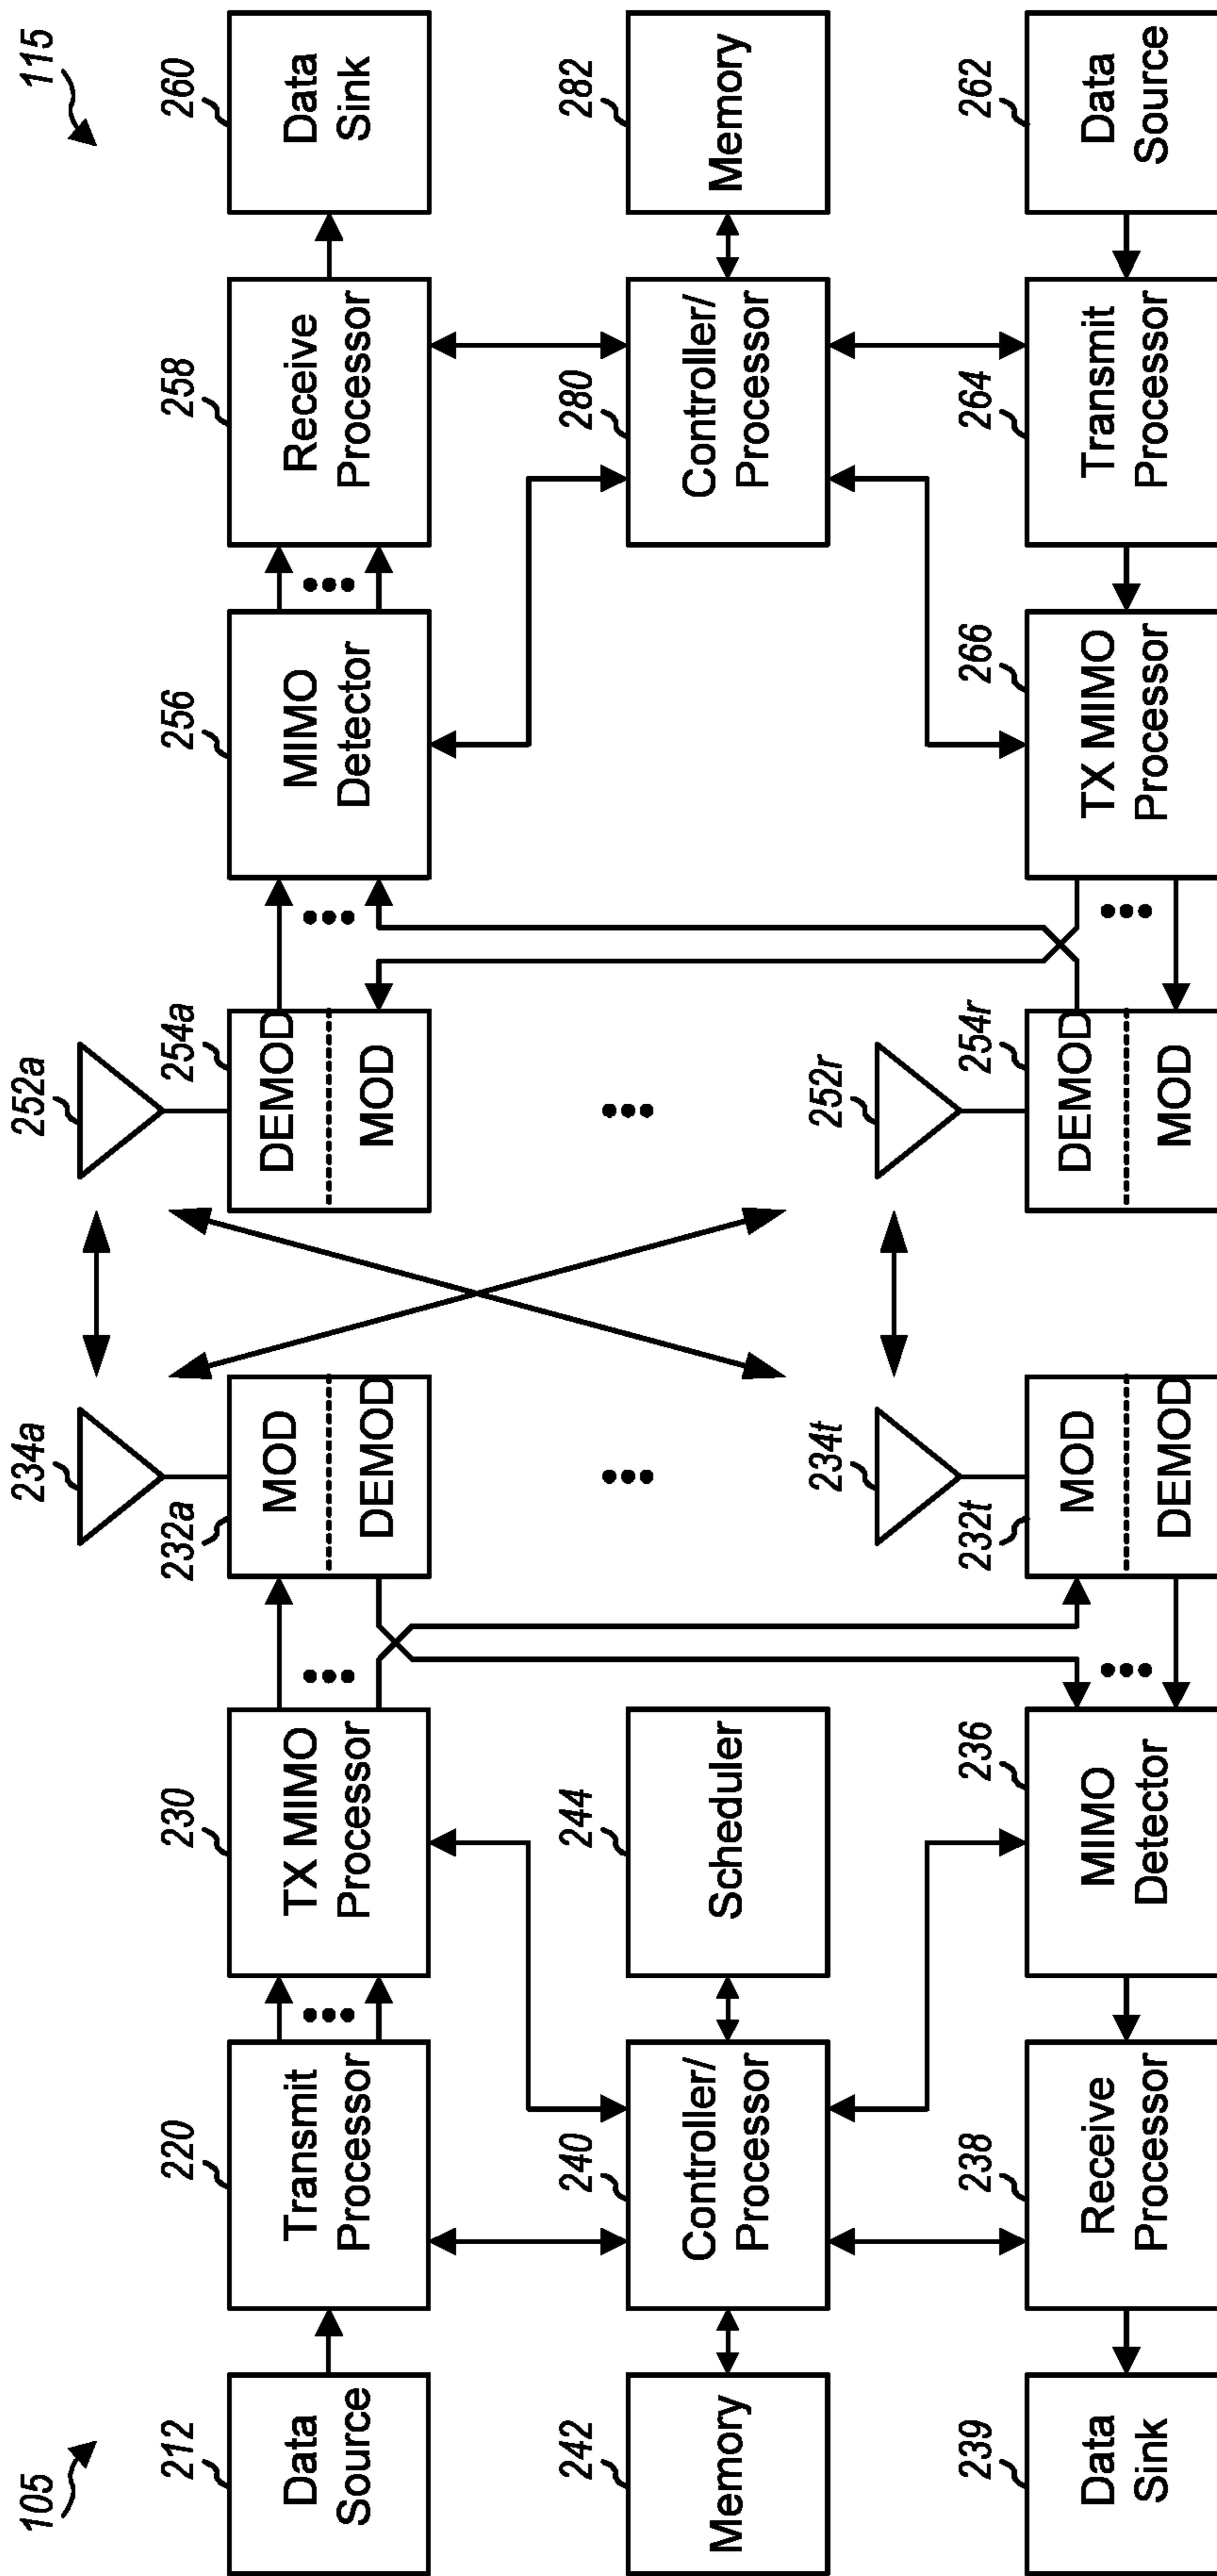 105
115
212
Data
Source
220
Transmit
Processor
230
TX MIMO
Processor
234a
232a
MOD
DEMOD
252a
254a
DEMOD
MOD
256
MIMO
Detector
258
Receive
Processor
260
Data
Sink
242
Memory
240
Controller/
Processor
244
Scheduler
280
Controller/
Processor
282
Memory
239
Data
Sink
238
Receive
Processor
236
MIMO
Detector
234t
232t
MOD
DEMOD
252r
254r
DEMOD
MOD
266
TX MIMO
Processor
264
Transmit
Processor
262
Data
Source